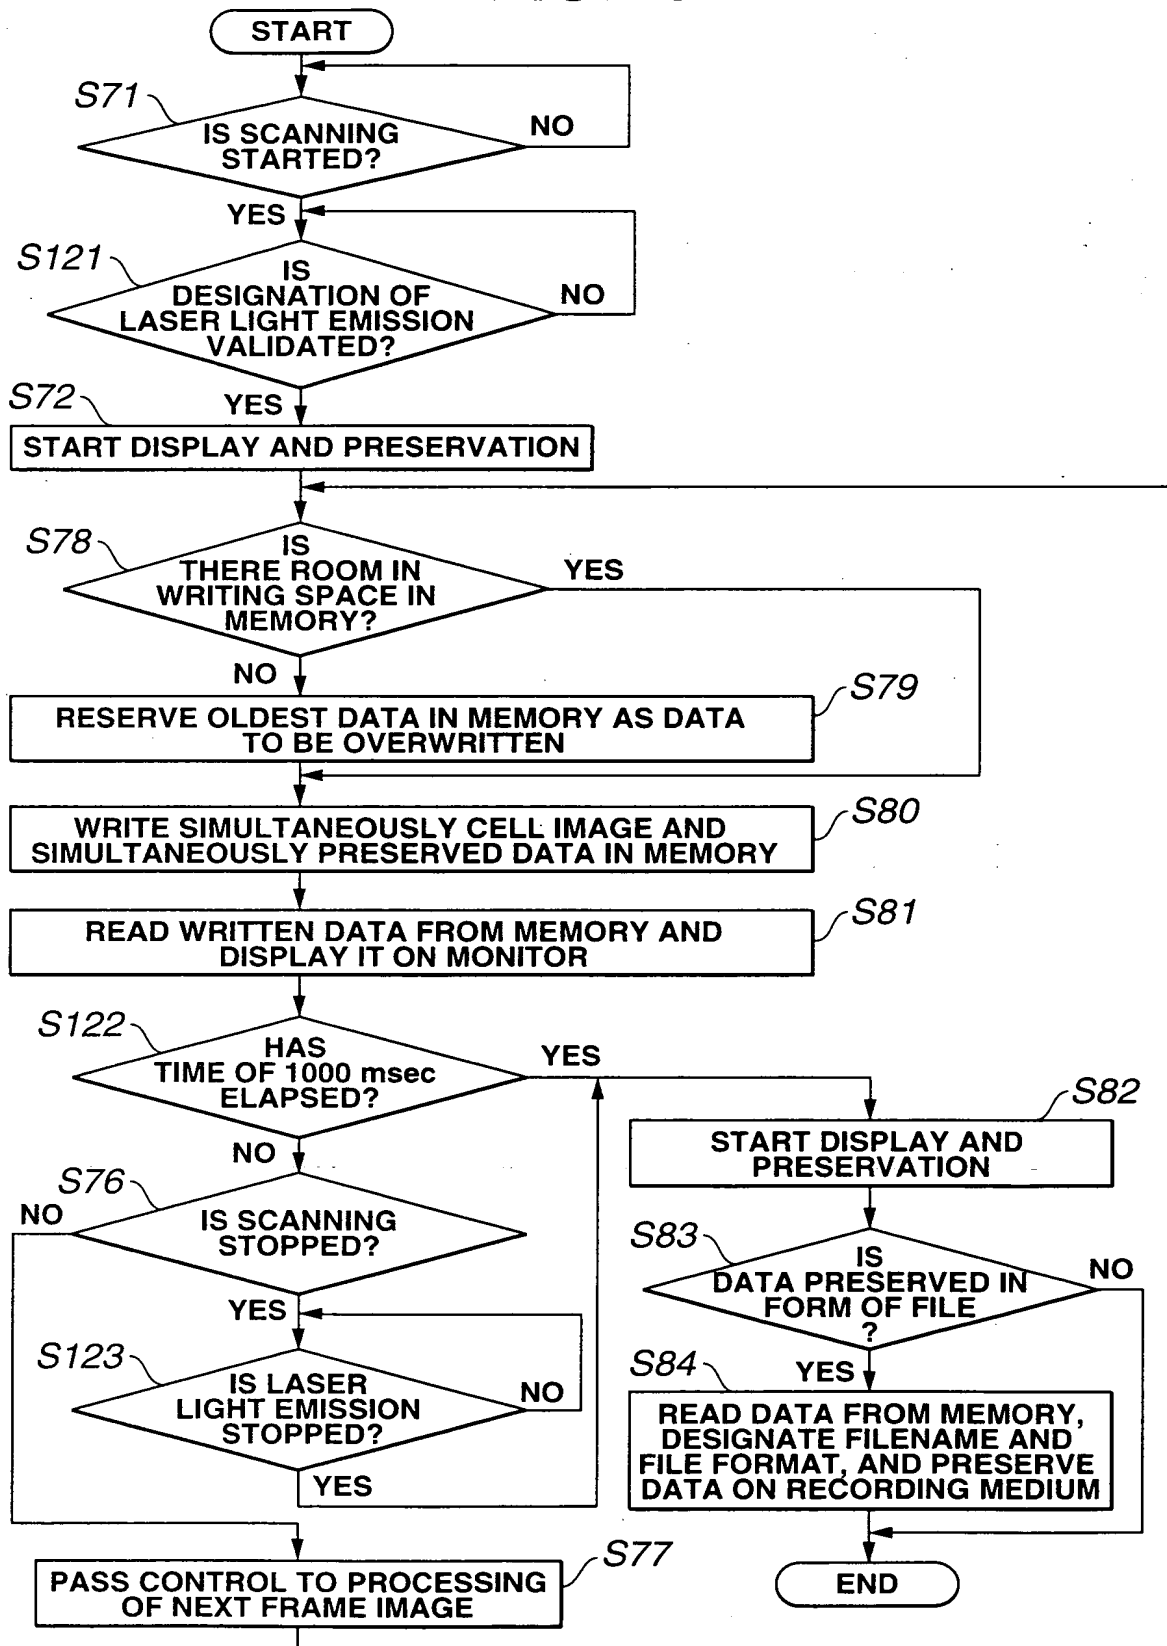 START
S71
IS SCANNING
STARTED?
NO
YES
S121
IS
DESIGNATION OF
LASER LIGHT EMISSION
VALIDATED?
NO
YES
S72
START DISPLAY AND PRESERVATION
S78
IS
THERE ROOM IN
WRITING SPACE IN
MEMORY?
YES
NO
S79
RESERVE OLDEST DATA IN MEMORY AS DATA
TO BE OVERWRITTEN
S80
WRITE SIMULTANEOUSLY CELL IMAGE AND
SIMULTANEOUSLY PRESERVED DATA IN MEMORY
S81
READ WRITTEN DATA FROM MEMORY AND
DISPLAY IT ON MONITOR
S122
HAS
TIME OF 1000 msec
ELAPSED?
YES
NO
S76
IS SCANNING
STOPPED?
NO
YES
S123
IS LASER
LIGHT EMISSION
STOPPED?
NO
YES
S77
PASS CONTROL TO PROCESSING
OF NEXT FRAME IMAGE
S82
START DISPLAY AND
PRESERVATION
S83
IS
DATA PRESERVED IN
FORM OF FILE
?
NO
YES
S84
READ DATA FROM MEMORY,
DESIGNATE FILENAME AND
FILE FORMAT, AND PRESERVE
DATA ON RECORDING MEDIUM
END